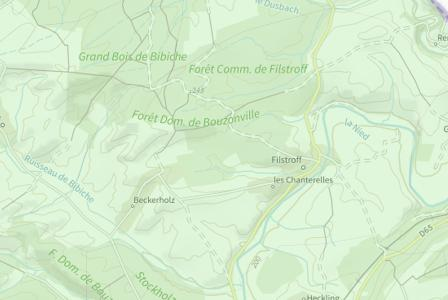 Dusbach
Grand Bois de Bibiche
Forêt Comm. de Filstroff
243
Forêt Dom. de Bouzonville
la Nied
Filstroff
Ruisseau de Bibiche
les Chanterelles
Beckerholz
D65
F. Dom. de
200
Stockholz
Heckling